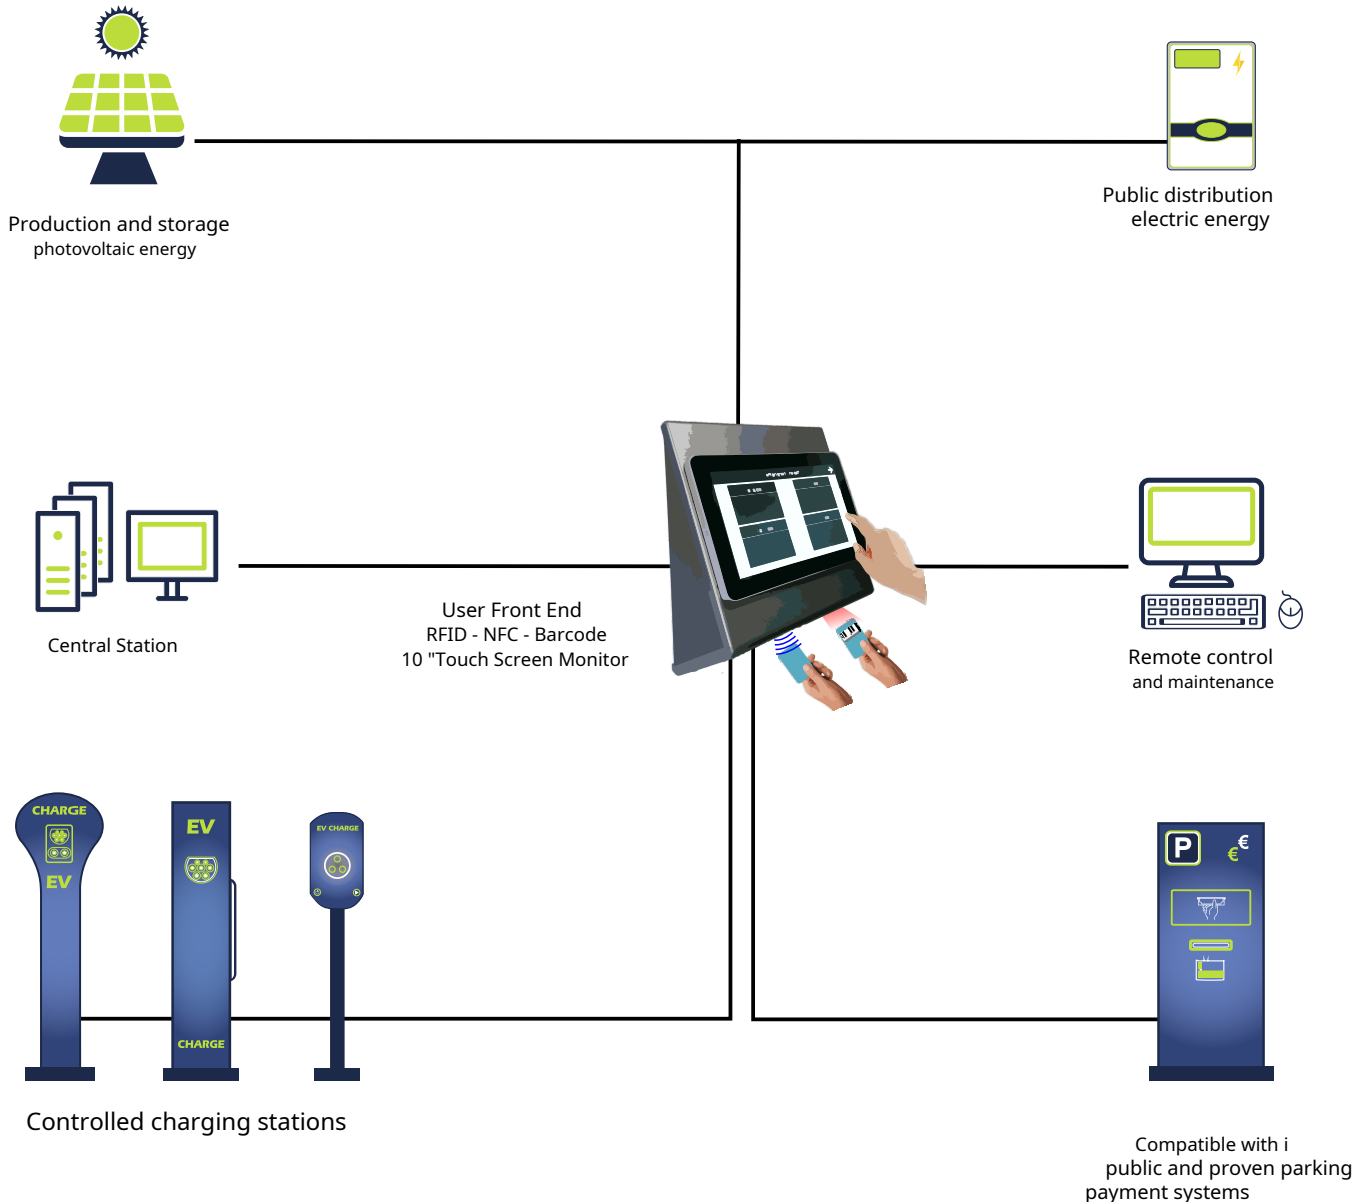 Production and storage
photovoltaic energy
Public distribution
electric energy
Central Station
User Front End
RFID - NFC - Barcode
10 "Touch Screen Monitor
Remote control
and maintenance
CHARGE
EV
EV
CHARGE
EV CHARGE
P
€ €
Controlled charging stations
Compatible with i
public and proven parking
payment systems